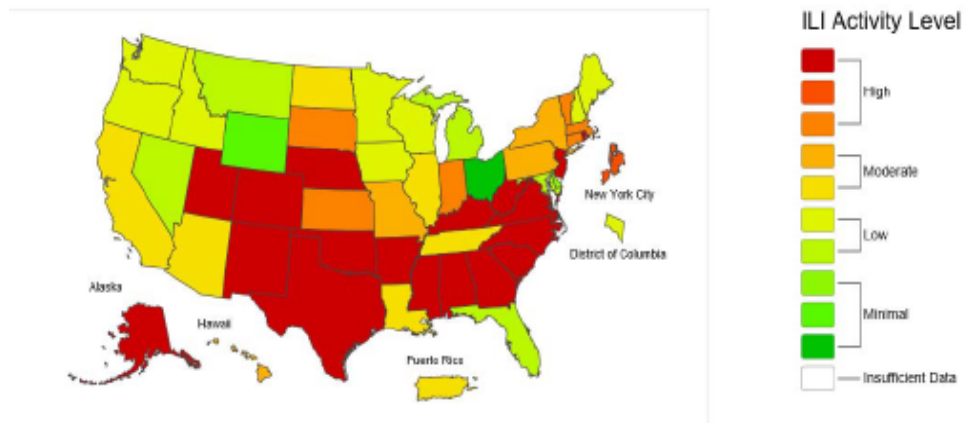 ILI Activity Level
High
Moderate
New York City
Low
District of Columbia
Alaska
Hawaii
Minimal
Puerto Rico
Insufficient Data